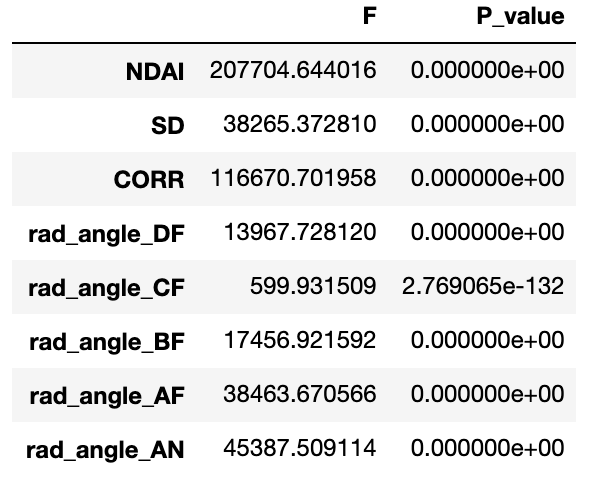 F P_value
NDAI 207704.644016 0.000000e+00
SD 38265.372810 0.000000e+00
CORR 116670.701958 0.000000e+00
rad_angle_DF 13967.728120 0.000000e+00
rad_angle_CF 599.931509 2.769065e-132
rad_angle_BF 17456.921592 0.000000e+00
rad_angle_AF 38463.670566 0.000000e+00
rad_angle_AN 45387.509114 0.000000e+00